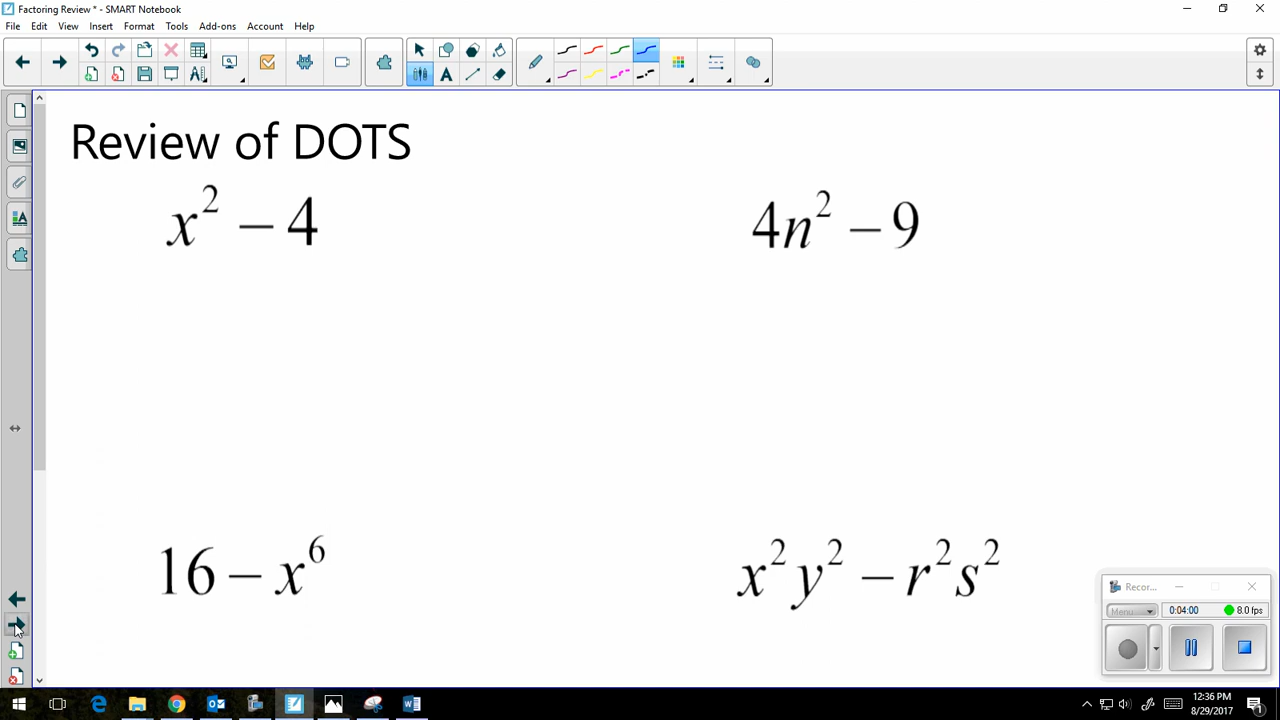 Factoring Review * - SMART Notebook
File Edit View Insert Format Tools Add-ons Account Help
Review of DOTS
x² − 4
4n² − 9
16 − x⁶
x²y² − r²s²
Recor...
Menu 0:04:00 8.0 fps
12:36 PM
8/29/2017